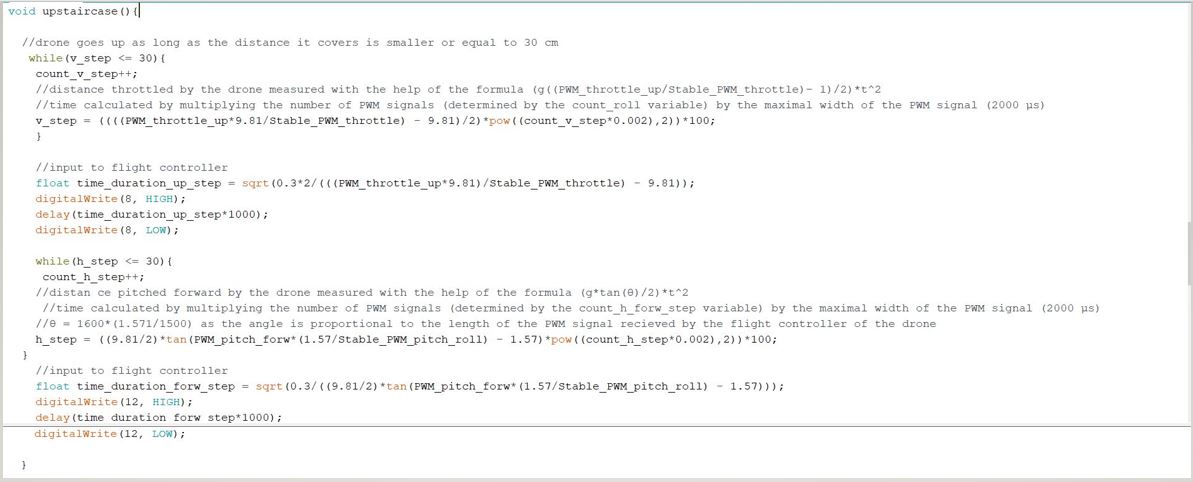 void upstaircase(){
//drone goes up as long as the distance it covers is smaller or equal to 30 cm
while(v_step <= 30){
count_v_step++;
//distance throttled by the drone measured with the help of the formula (g((PWM_throttle_up/Stable_PWM_throttle)- 1)/2)*t^2
//time calculated by multiplying the number of PWM signals (determined by the count_roll variable) by the maximal width of the PWM signal (2000 µs)
v_step = ((((PWM_throttle_up*9.81/Stable_PWM_throttle) - 9.81)/2)*pow((count_v_step*0.002),2))*100;
}
//input to flight controller
float time_duration_up_step = sqrt(0.3*2/(((PWM_throttle_up*9.81)/Stable_PWM_throttle) - 9.81));
digitalWrite(8, HIGH);
delay(time_duration_up_step*1000);
digitalWrite(8, LOW);
while(h_step <= 30){
count_h_step++;
//distan ce pitched forward by the drone measured with the help of the formula (g*tan(θ)/2)*t^2
//time calculated by multiplying the number of PWM signals (determined by the count_h_forw_step variable) by the maximal width of the PWM signal (2000 µs)
//θ = 1600*(1.571/1500) as the angle is proportional to the length of the PWM signal recieved by the flight controller of the drone
h_step = ((9.81/2)*tan(PWM_pitch_forw*(1.57/Stable_PWM_pitch_roll) - 1.57)*pow((count_h_step*0.002),2))*100;
}
//input to flight controller
float time_duration_forw_step = sqrt(0.3/((9.81/2)*tan(PWM_pitch_forw*(1.57/Stable_PWM_pitch_roll) - 1.57)));
digitalWrite(12, HIGH);
delay(time duration forw step*1000);
digitalWrite(12, LOW);
}